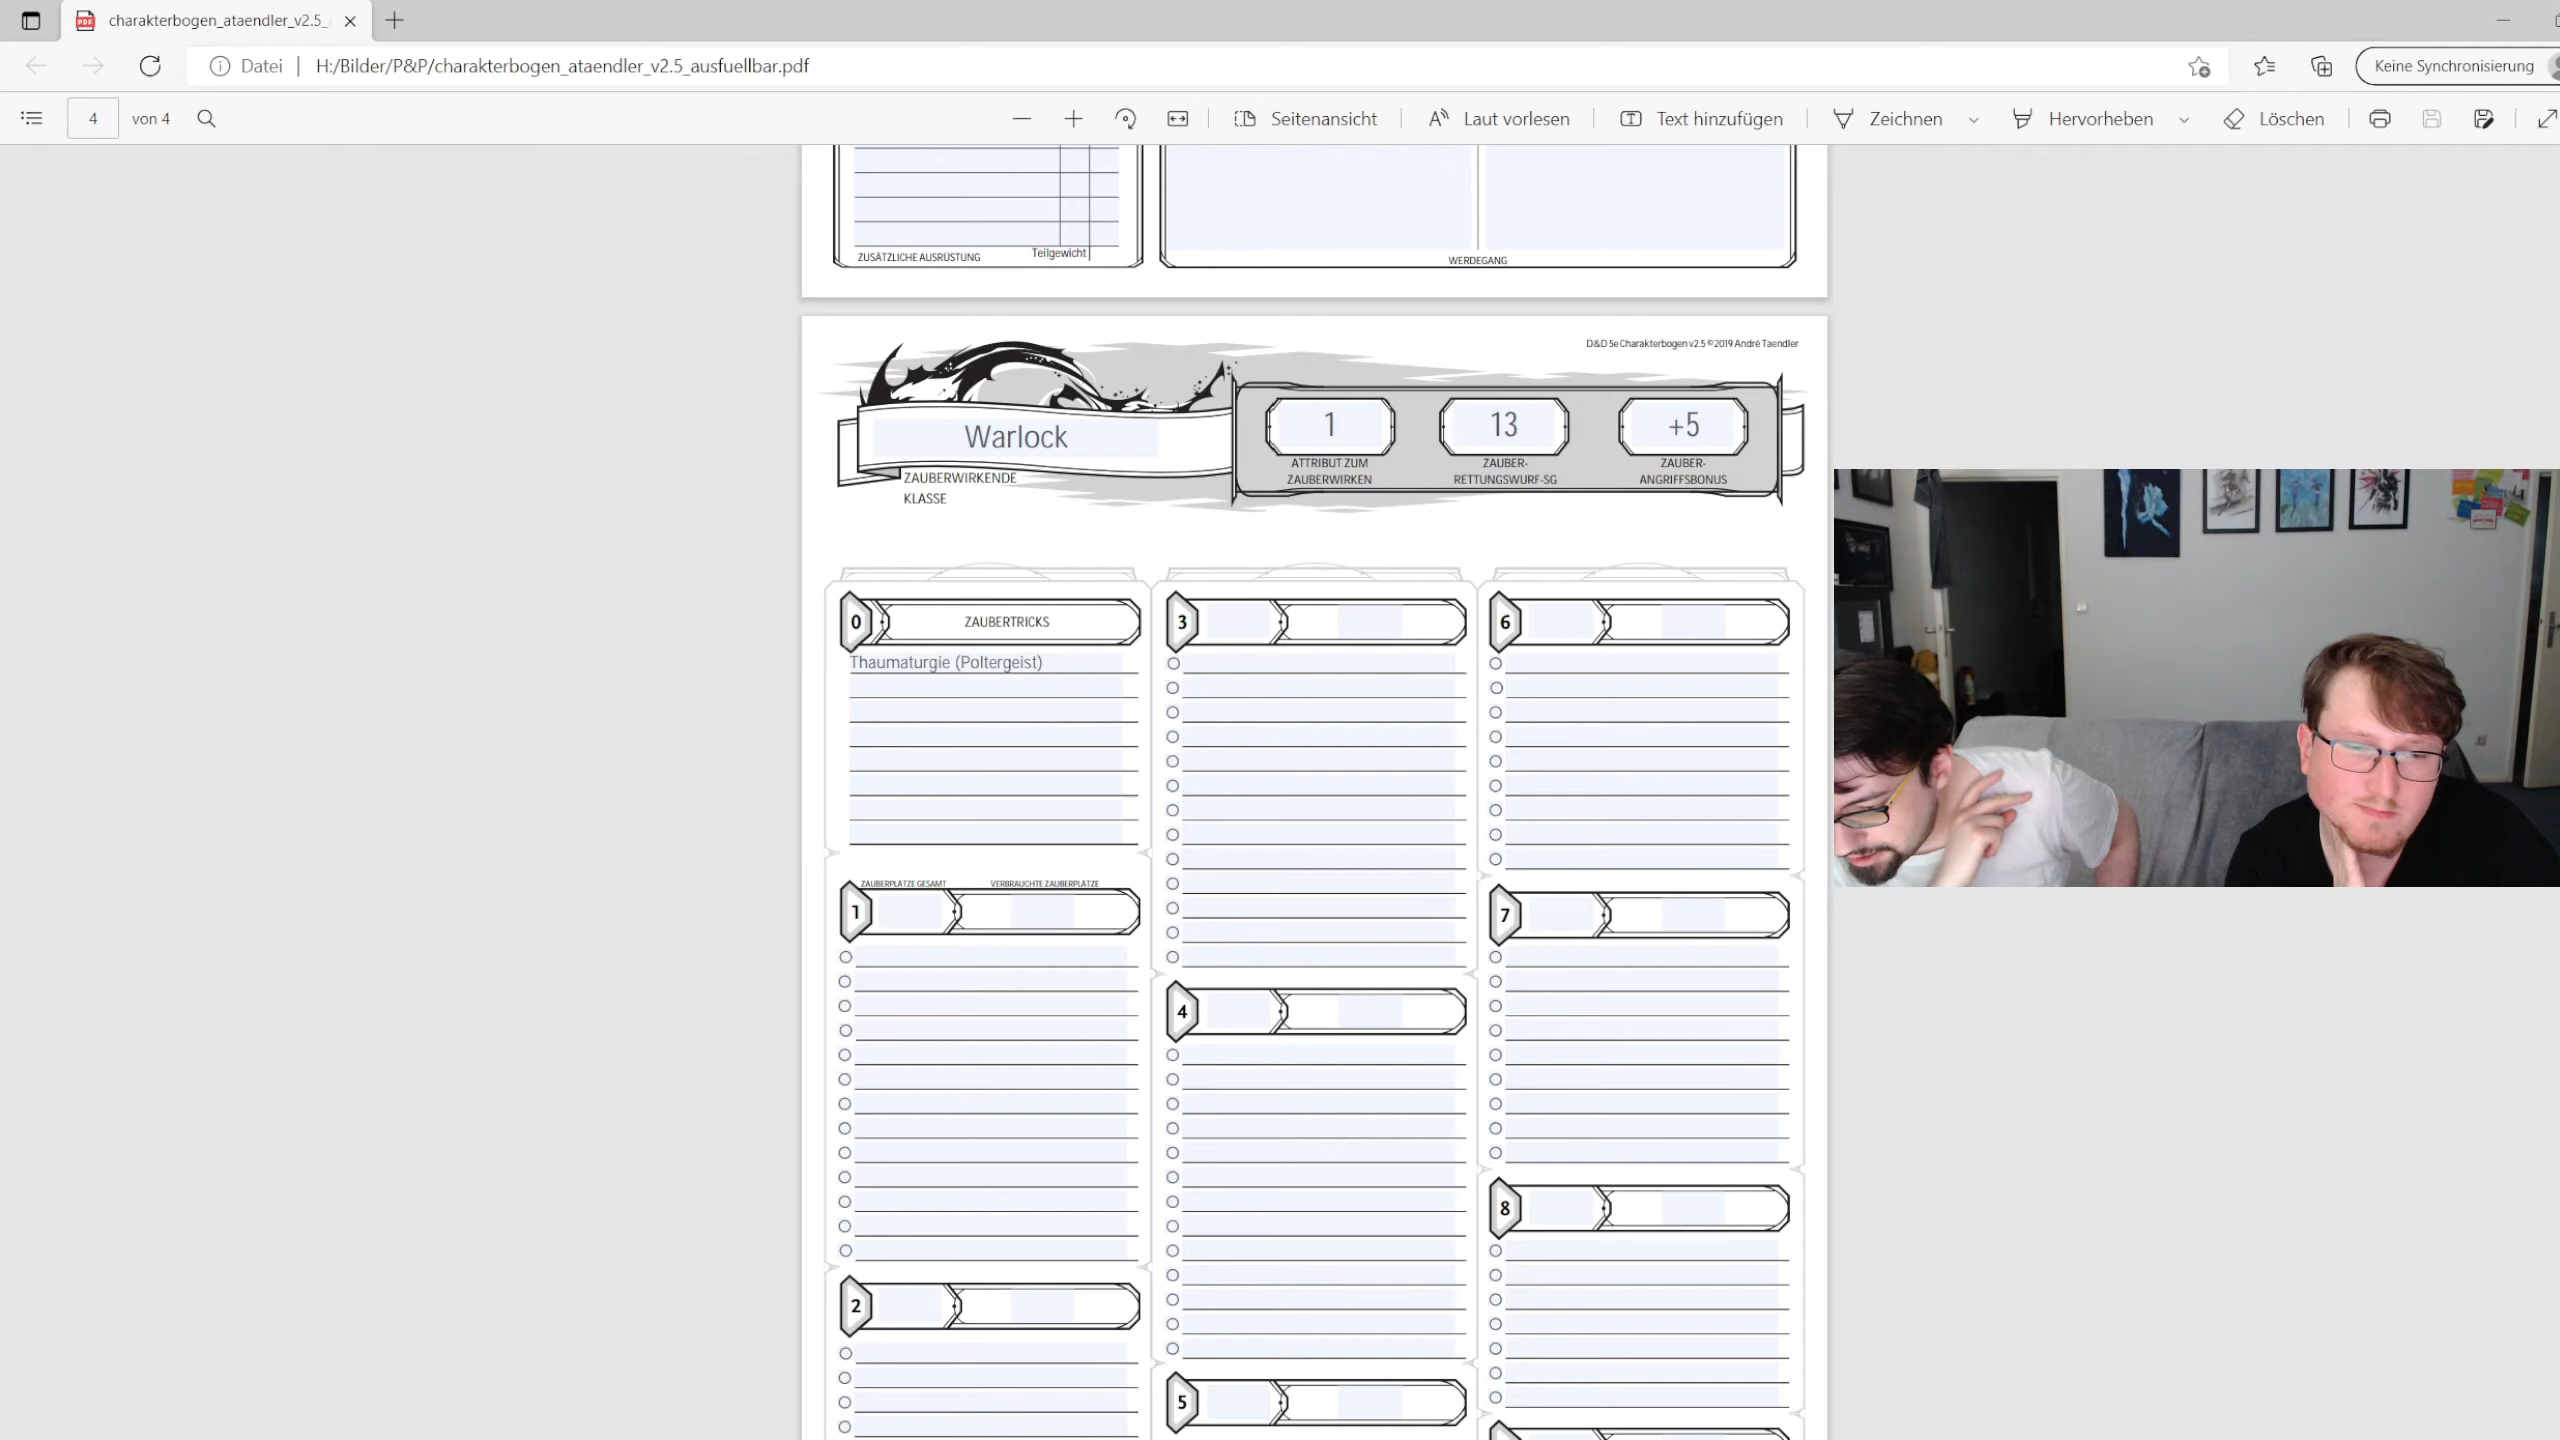 charakterbogen_ataendler_v2.5_
Datei
H:/Bilder/P&P/charakterbogen_ataendler_v2.5_ausfuellbar.pdf
Keine Synchronisierung
4 von 4
Seitenansicht
Laut vorlesen
Text hinzufügen
Zeichnen
Hervorheben
Löschen
ZUSÄTZLICHE AUSRÜSTUNG
Teilgewicht
WERDEGANG
D&D 5e Charakterbogen v2.5 ©2019 André Taendler
Warlock
ZAUBERWIRKENDE
KLASSE
1
ATTRIBUT ZUM
ZAUBERWIRKEN
13
ZAUBER-
RETTUNGSWURF-SG
+5
ZAUBER-
ANGRIFFSBONUS
0
ZAUBERTRICKS
Thaumaturgie (Poltergeist)
ZAUBERPLÄTZE GESAMT
VERBRAUCHTE ZAUBERPLÄTZE
1
2
3
4
5
6
7
8